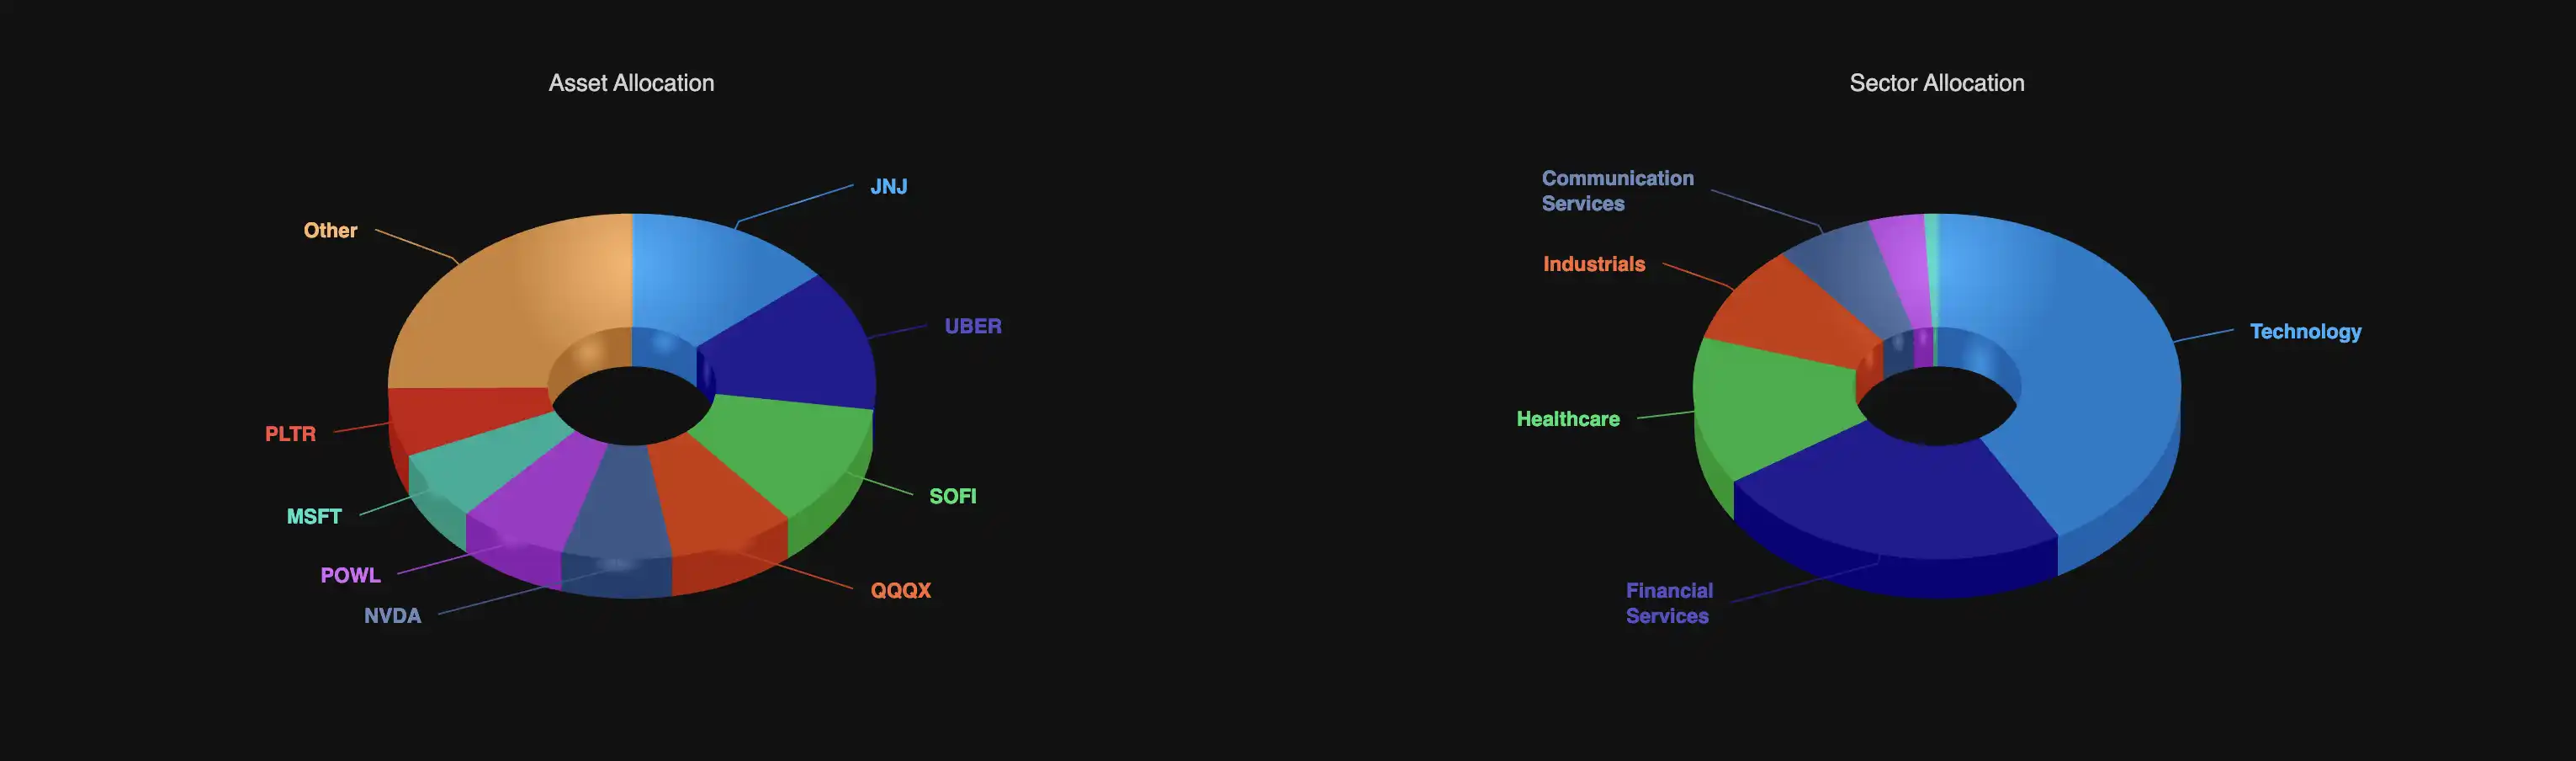 Asset Allocation
JNJ
Other
UBER
PLTR
SOFI
MSFT
POWL
QQQX
NVDA
Sector Allocation
Communication
Services
Industrials
Technology
Healthcare
Financial
Services